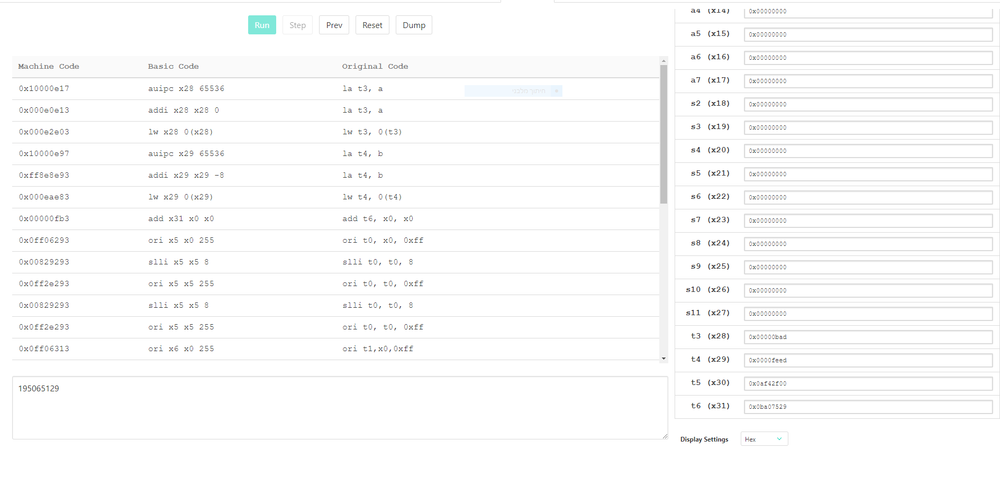 Run Step Prev Reset Dump
Machine Code Basic Code Original Code
0x10000e17 auipc x28 65536 la t3, a
חיתוך מלבני
0x000e0e13 addi x28 x28 0 la t3, a
0x000e2e03 lw x28 0(x28) lw t3, 0(t3)
0x10000e97 auipc x29 65536 la t4, b
0xff8e8e93 addi x29 x29 -8 la t4, b
0x000eae83 lw x29 0(x29) lw t4, 0(t4)
0x00000fb3 add x31 x0 x0 add t6, x0, x0
0x0ff06293 ori x5 x0 255 ori t0, x0, 0xff
0x00829293 slli x5 x5 8 slli t0, t0, 8
0x0ff2e293 ori x5 x5 255 ori t0, t0, 0xff
0x00829293 slli x5 x5 8 slli t0, t0, 8
0x0ff2e293 ori x5 x5 255 ori t0, t0, 0xff
0x0ff06313 ori x6 x0 255 ori t1,x0,0xff
195065129
a4 (x14) 0x00000000
a5 (x15) 0x00000000
a6 (x16) 0x00000000
a7 (x17) 0x00000000
s2 (x18) 0x00000000
s3 (x19) 0x00000000
s4 (x20) 0x00000000
s5 (x21) 0x00000000
s6 (x22) 0x00000000
s7 (x23) 0x00000000
s8 (x24) 0x00000000
s9 (x25) 0x00000000
s10 (x26) 0x00000000
s11 (x27) 0x00000000
t3 (x28) 0x00000bad
t4 (x29) 0x0000feed
t5 (x30) 0x0af42f00
t6 (x31) 0x0ba07529
Display Settings Hex